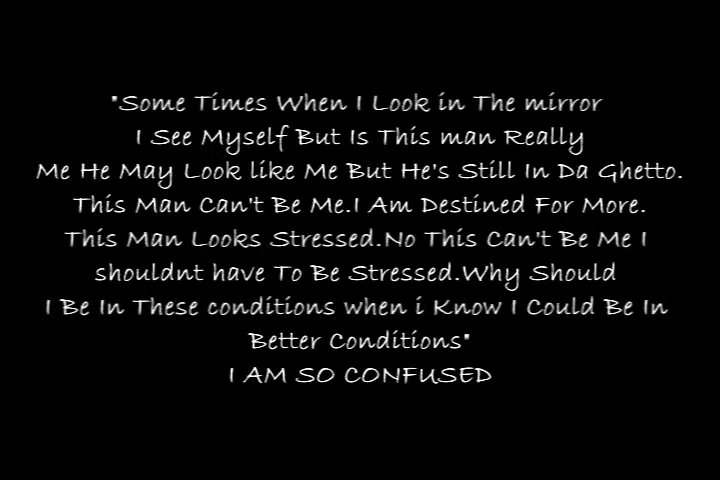 "Some Times When I Look in The mirror
I See Myself But Is This man Really
Me He May Look like Me But He's Still In Da Ghetto.
This Man Can't Be Me.I Am Destined For More.
This Man Looks Stressed.No This Can't Be Me I
shouldnt have To Be Stressed.Why Should
I Be In These conditions when i Know I Could Be In
Better Conditions"
I AM SO CONFUSED